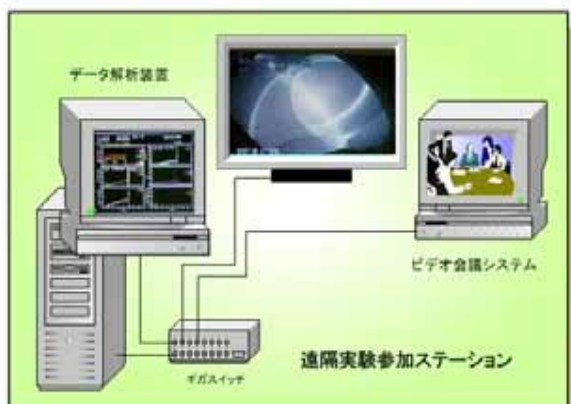 データ解析装置
ビデオ会議システム
ギガスイッチ
遠隔実験参加ステーション